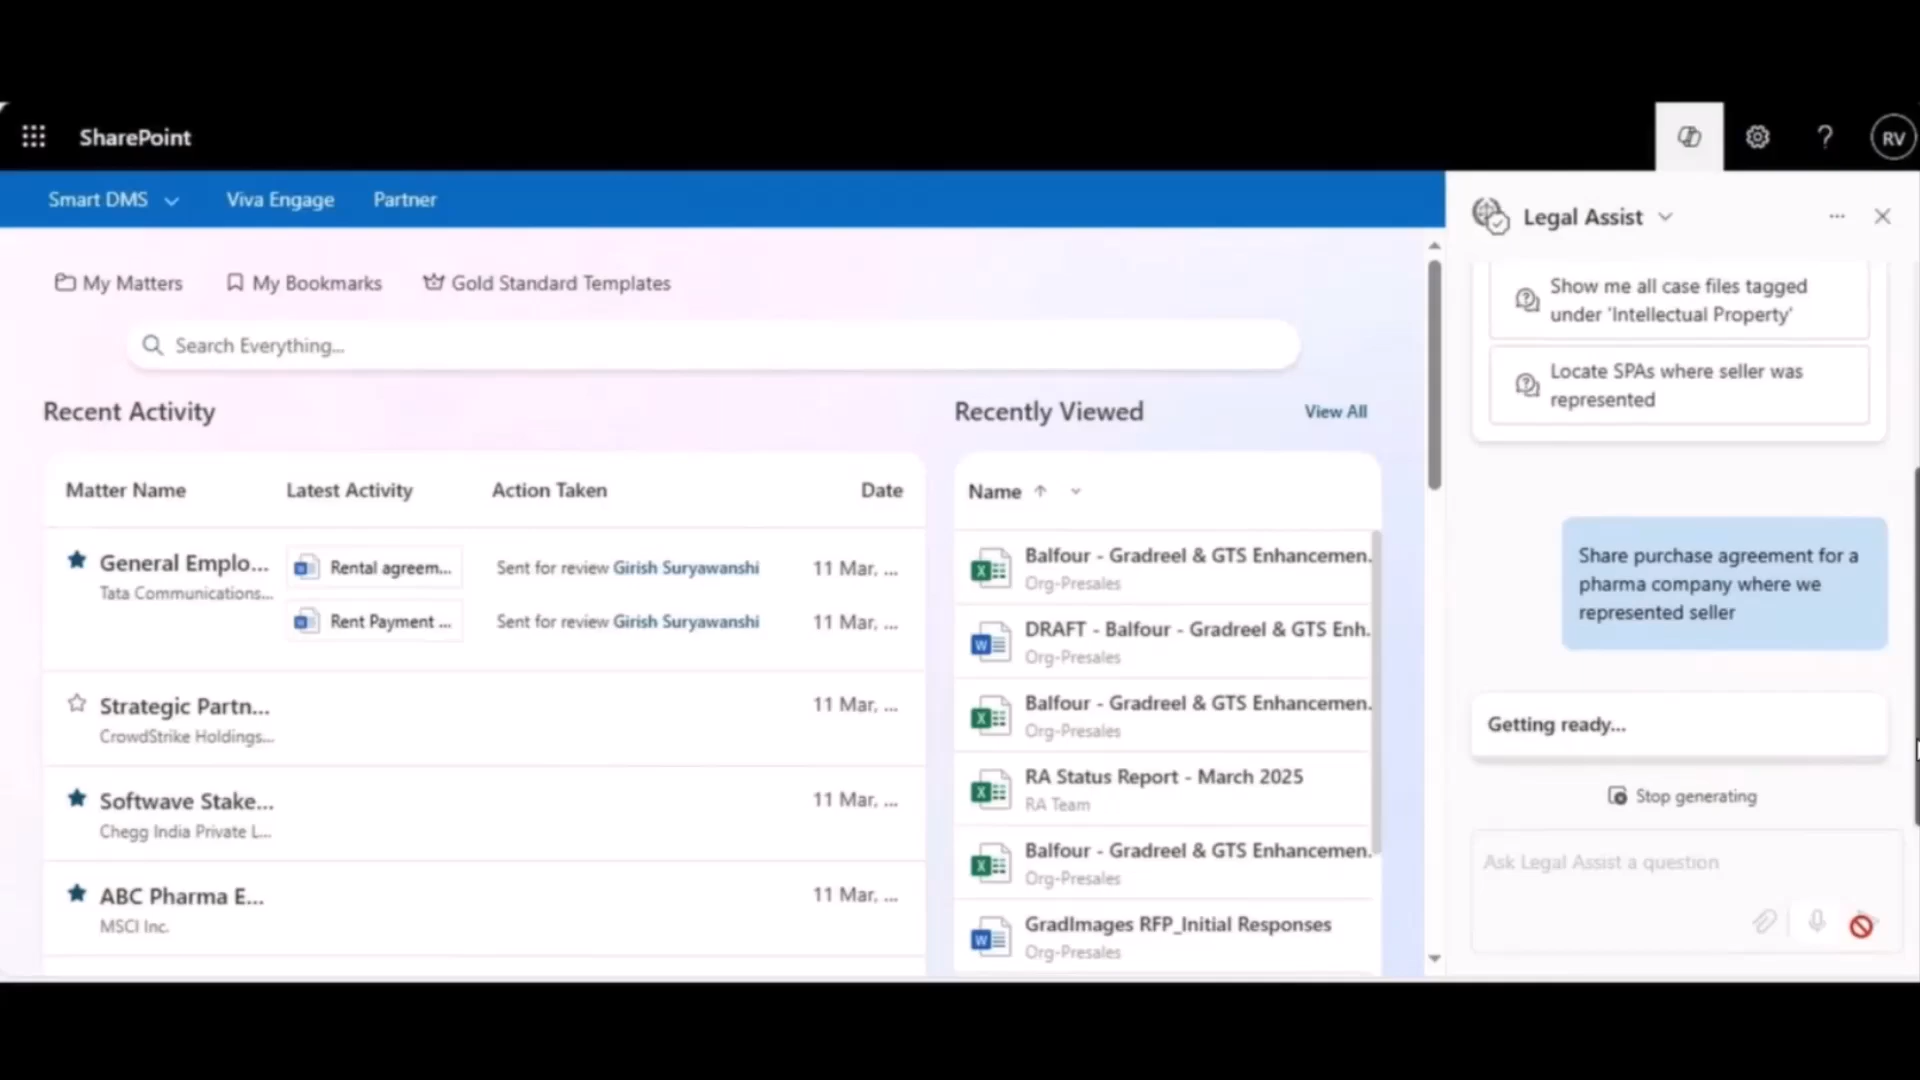 SharePoint
RV
Smart DMS
Viva Engage
Partner
Legal Assist
My Matters
My Bookmarks
Gold Standard Templates
Search Everything...
Recent Activity
Matter Name
Latest Activity
Action Taken
Date
General Emplo...
Tata Communications...
Rental agreem...
Sent for review Girish Suryawanshi
11 Mar, ...
Rent Payment ...
Sent for review Girish Suryawanshi
11 Mar, ...
Strategic Partn...
CrowdStrike Holdings...
11 Mar, ...
Softwave Stake...
Chegg India Private L...
11 Mar, ...
ABC Pharma E...
MSCI Inc.
11 Mar, ...
Recently Viewed
View All
Name
Balfour - Gradreel & GTS Enhancemen.
Org-Presales
DRAFT - Balfour - Gradreel & GTS Enh.
Org-Presales
Balfour - Gradreel & GTS Enhancemen.
Org-Presales
RA Status Report - March 2025
RA Team
Balfour - Gradreel & GTS Enhancemen.
Org-Presales
GradImages RFP_Initial Responses
Org-Presales
Show me all case files tagged
under 'Intellectual Property'
Locate SPAs where seller was
represented
Share purchase agreement for a
pharma company where we
represented seller
Getting ready...
Stop generating
Ask Legal Assist a question